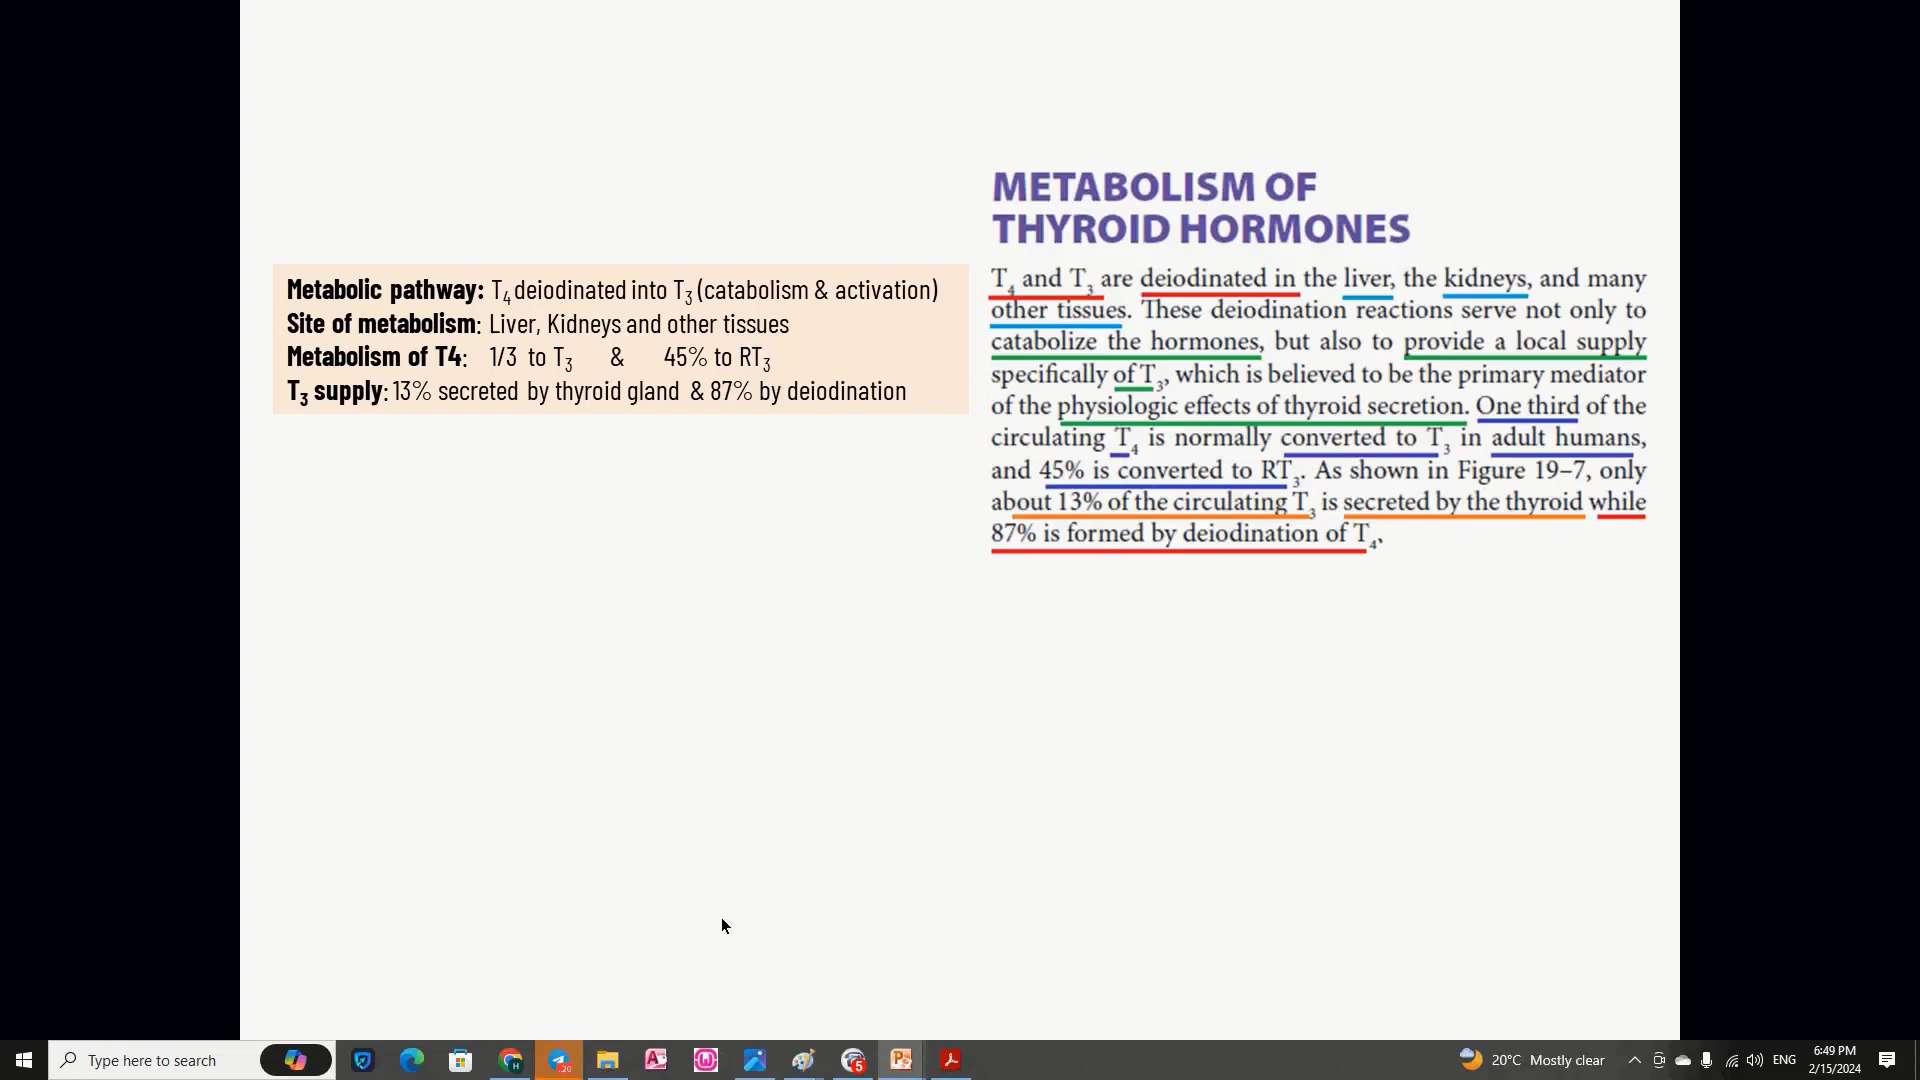 METABOLISM OF
THYROID HORMONES
Metabolic pathway: T4 deiodinated into T3 (catabolism & activation)
Site of metabolism: Liver, Kidneys and other tissues
Metabolism of T4: 1/3 to T3 & 45% to RT3
T3 supply: 13% secreted by thyroid gland & 87% by deiodination
T4 and T3 are deiodinated in the liver, the kidneys, and many
other tissues. These deiodination reactions serve not only to
catabolize the hormones, but also to provide a local supply
specifically of T3, which is believed to be the primary mediator
of the physiologic effects of thyroid secretion. One third of the
circulating T4 is normally converted to T3 in adult humans,
and 45% is converted to RT3. As shown in Figure 19–7, only
about 13% of the circulating T3 is secreted by the thyroid while
87% is formed by deiodination of T4.
Type here to search
20°C Mostly clear
ENG
6:49 PM
2/15/2024